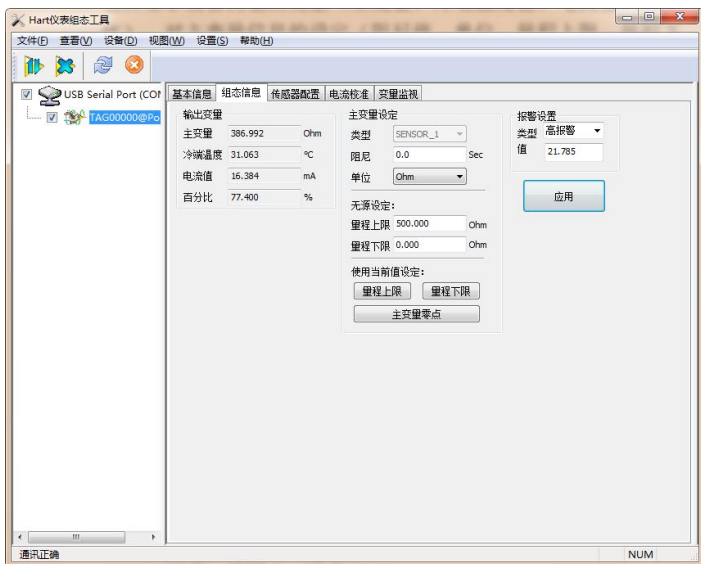 Hart仪表组态工具
文件(F) 查看(V) 设备(D) 视图(W) 设置(S) 帮助(H)
USB Serial Port (CO
TAG00000@Po
基本信息 组态信息 传感器配置 电流校准 变量监视
输出变量
主变量 386.992 Ohm
冷端温度 31.063 ℃
电流值 16.384 mA
百分比 77.400 %
主变量设定
类型 SENSOR_1
阻尼 0.0 Sec
单位 Ohm
无源设定:
量程上限 500.000 Ohm
量程下限 0.000 Ohm
使用当前值设定:
量程上限 量程下限
主变量零点
报警设置
类型 高报警
值 21.785
应用
通讯正确 NUM